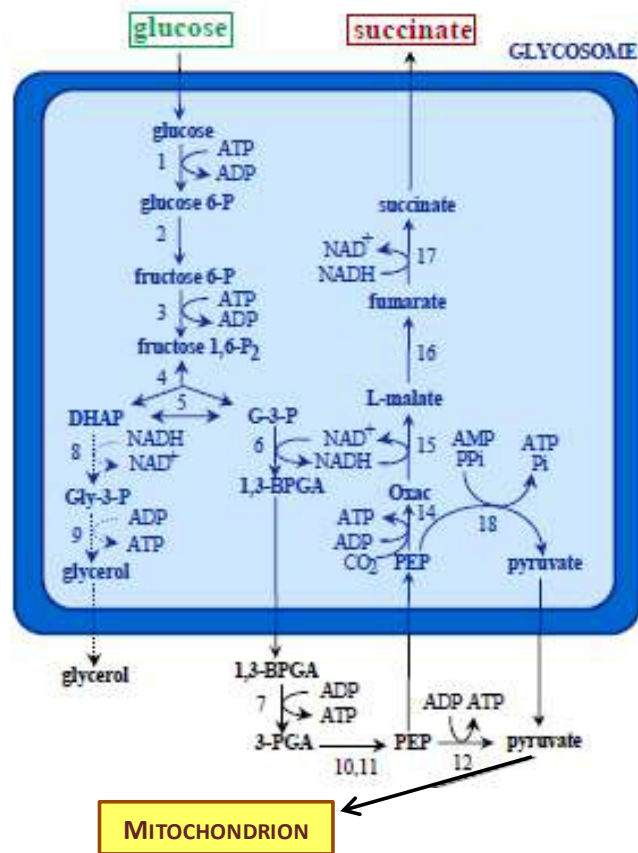 glucose
succinate
GLYCOSOME
glucose
1
ATP
ADP
glucose 6-P
2
fructose 6-P
3
ATP
ADP
fructose 1,6-P2
4
5
DHAP
G-3-P
8
NADH
NAD+
Gly-3-P
9
ADP
ATP
glycerol
glycerol
6
NAD+
NADH
1,3-BPGA
1,3-BPGA
7
ADP
ATP
3-PGA
10,11
succinate
NAD+
NADH
17
fumarate
16
L-malate
15
Oxac
14
ATP
ADP
CO2
PEP
AMP
PPi
ATP
Pi
18
pyruvate
PEP
ADP ATP
12
pyruvate
MITOCHONDRION